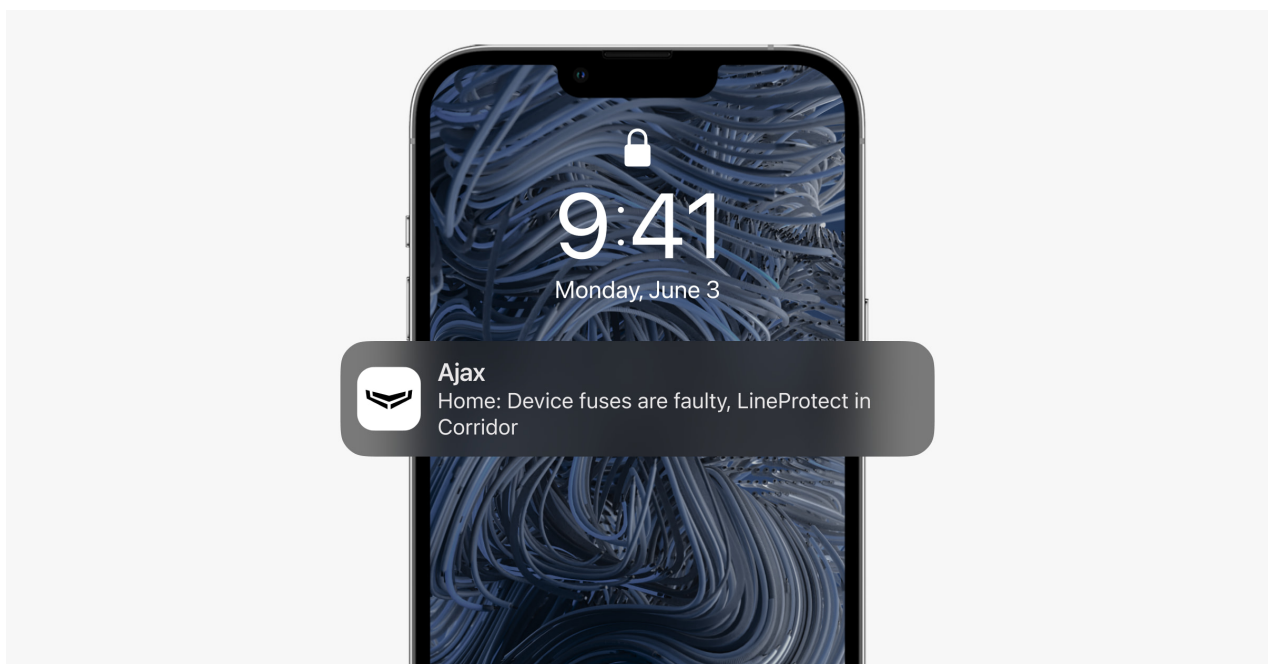 9:41
Monday, June 3
Ajax
Home: Device fuses are faulty, LineProtect in
Corridor